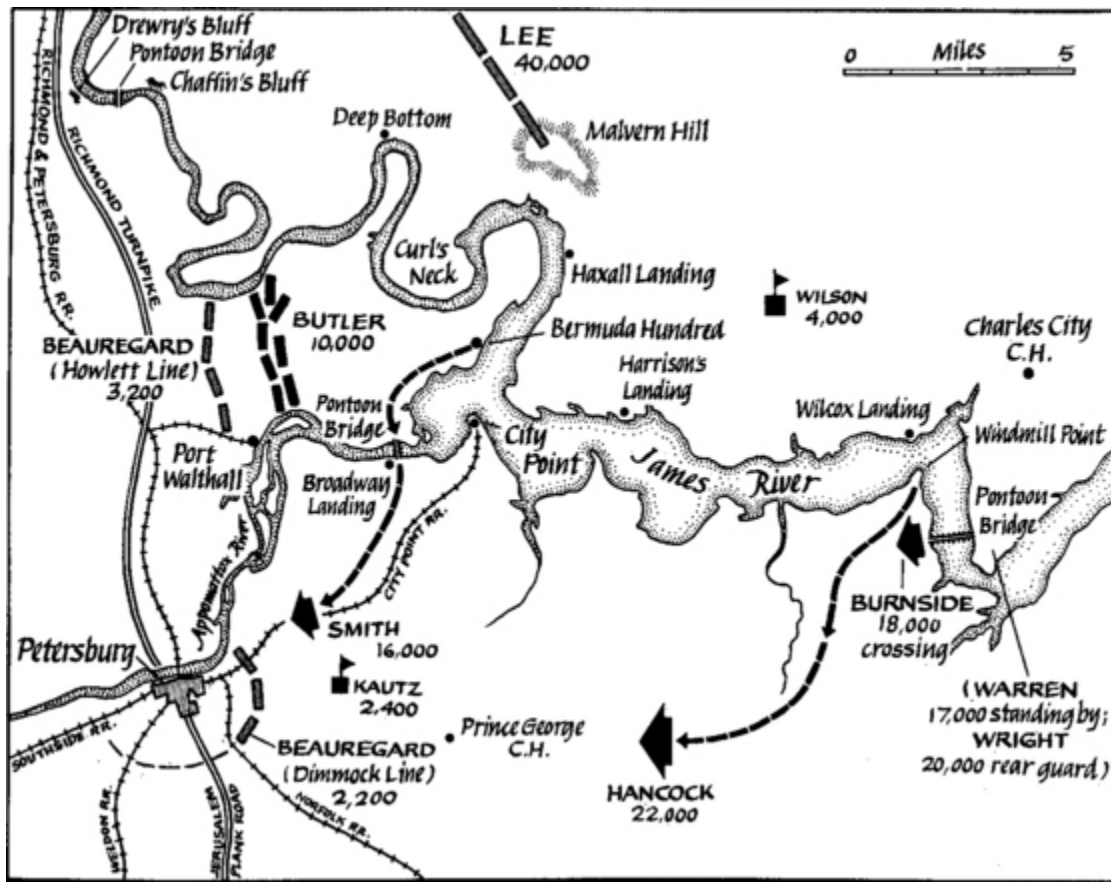 Drewry's Bluff
Pontoon Bridge
Chaffin's Bluff
LEE
40,000
0 Miles 5
RICHMOND & PETERSBURG RR.
RICHMOND TURNPIKE
Deep Bottom
Malvern Hill
Curl's
Neck
Haxall Landing
WILSON
4,000
BUTLER
10,000
Bermuda Hundred
Charles City
C.H.
BEAUREGARD
(Howlett Line)
3,200
Harrison's
Landing
Pontoon
Bridge
Wilcox Landing
Windmill Point
City
Point
James River
Port
Walthall
Broadway
Landing
Pontoon
Bridge
Appomattox River
CITY POINT RR.
BURNSIDE
18,000
crossing
SMITH
16,000
Petersburg
KAUTZ
2,400
(WARREN
17,000 standing by;
WRIGHT
20,000 rear guard)
Prince George
C.H.
SOUTHSIDE RR.
BEAUREGARD
(Dimmock Line)
2,200
HANCOCK
22,000
WELDON RR.
JERUSALEM
PLANK ROAD
NORFOLK RR.